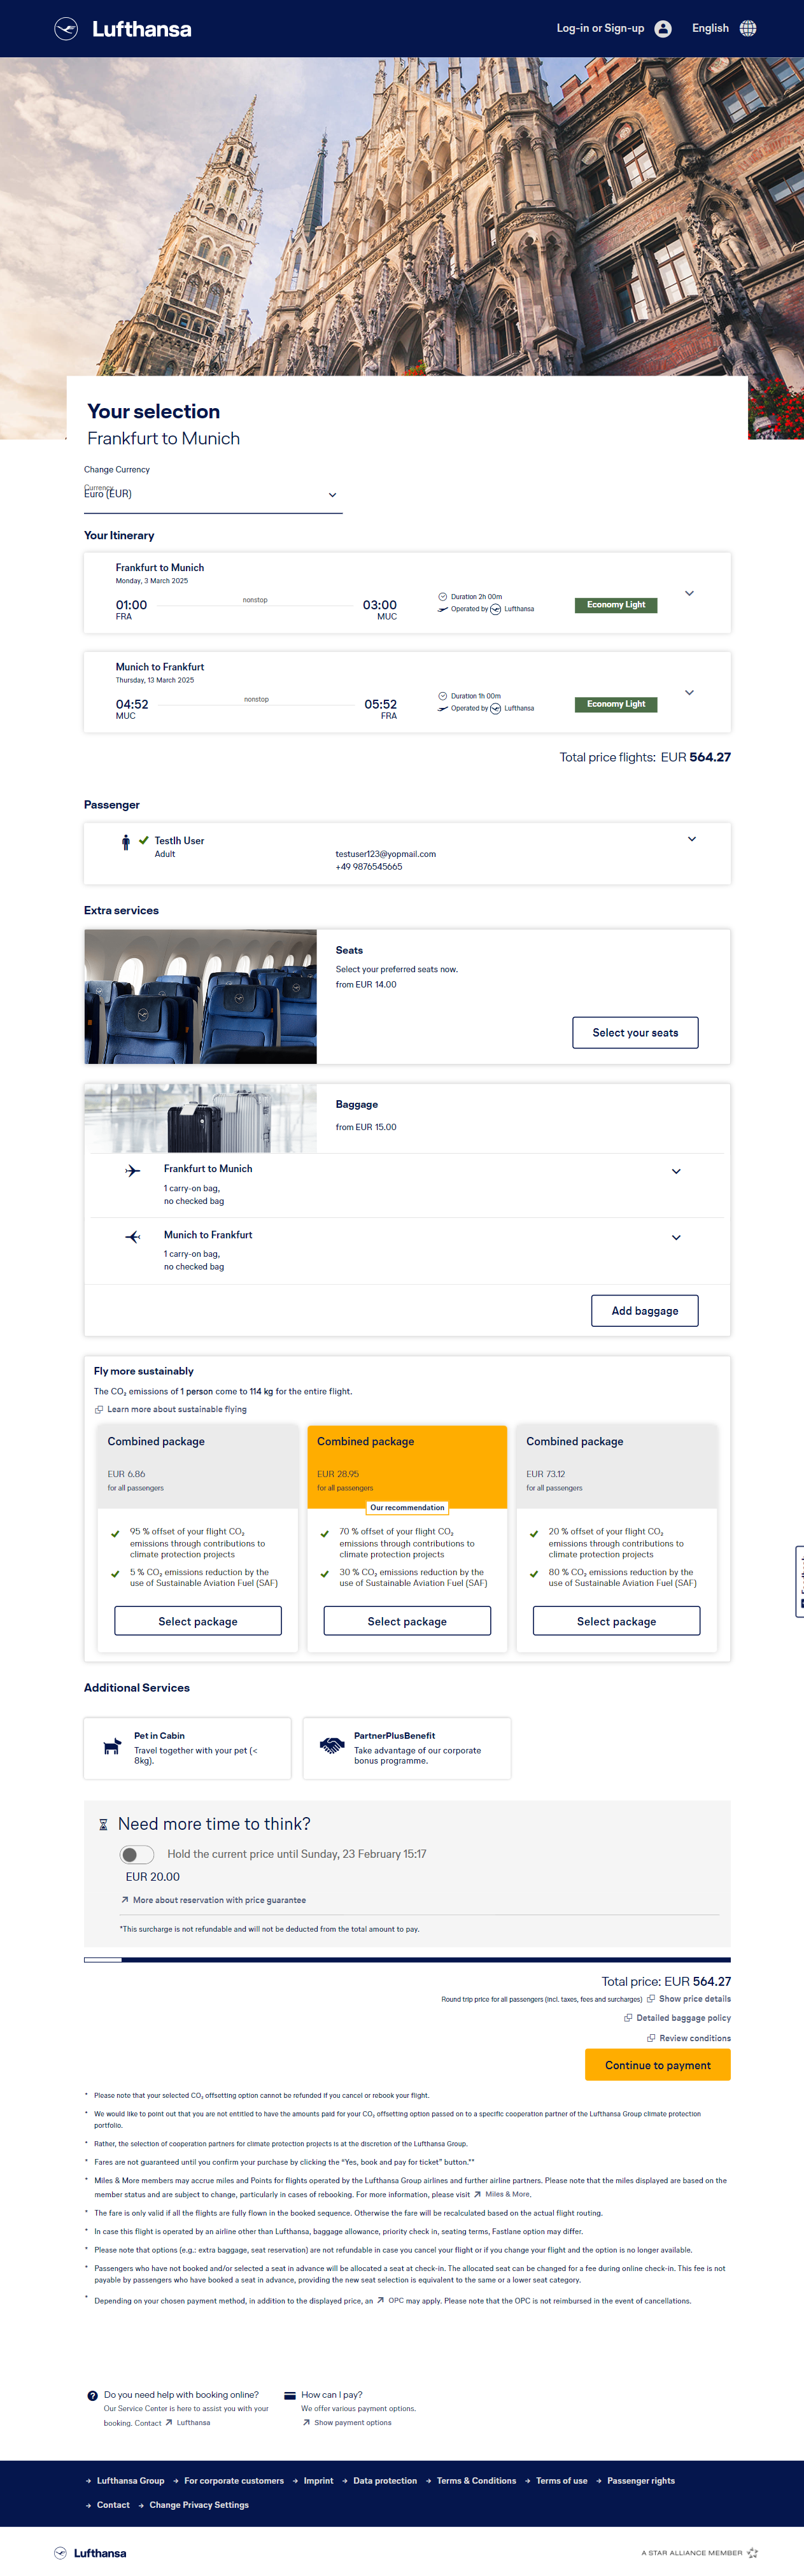 Lufthansa
Log-in or Sign-up
English
Your selection
Frankfurt to Munich
Change Currency
Currency
Euro (EUR)
Your Itinerary
Frankfurt to Munich
Monday, 3 March 2025
01:00
nonstop
03:00
FRA
MUC
Duration 2h 00m
Operated by Lufthansa
Economy Light
Munich to Frankfurt
Thursday, 13 March 2025
04:52
nonstop
05:52
MUC
FRA
Duration 1h 00m
Operated by Lufthansa
Economy Light
Total price flights: EUR 564.27
Passenger
Testlh User
Adult
testuser123@yopmail.com
+49 9876545665
Extra services
Seats
Select your preferred seats now.
from EUR 14.00
Select your seats
Baggage
from EUR 15.00
Frankfurt to Munich
1 carry-on bag,
no checked bag
Munich to Frankfurt
1 carry-on bag,
no checked bag
Add baggage
Fly more sustainably
The CO₂ emissions of 1 person come to 114 kg for the entire flight.
Learn more about sustainable flying
Combined package
EUR 6.86
for all passengers
95 % offset of your flight CO₂
emissions through contributions to
climate protection projects
5 % CO₂ emissions reduction by the
use of Sustainable Aviation Fuel (SAF)
Select package
Combined package
EUR 28.95
for all passengers
Our recommendation
70 % offset of your flight CO₂
emissions through contributions to
climate protection projects
30 % CO₂ emissions reduction by the
use of Sustainable Aviation Fuel (SAF)
Select package
Combined package
EUR 73.12
for all passengers
20 % offset of your flight CO₂
emissions through contributions to
climate protection projects
80 % CO₂ emissions reduction by the
use of Sustainable Aviation Fuel (SAF)
Select package
Additional Services
Pet in Cabin
Travel together with your pet (<
8kg).
PartnerPlusBenefit
Take advantage of our corporate
bonus programme.
Need more time to think?
Hold the current price until Sunday, 23 February 15:17
EUR 20.00
More about reservation with price guarantee
*This surcharge is not refundable and will not be deducted from the total amount to pay.
Total price: EUR 564.27
Round trip price for all passengers (incl. taxes, fees and surcharges) Show price details
Detailed baggage policy
Review conditions
Continue to payment
* Please note that your selected CO₂ offsetting option cannot be refunded if you cancel or rebook your flight.
* We would like to point out that you are not entitled to have the amounts paid for your CO₂ offsetting option passed on to a specific cooperation partner of the Lufthansa Group climate protection
portfolio.
* Rather, the selection of cooperation partners for climate protection projects is at the discretion of the Lufthansa Group.
* Fares are not guaranteed until you confirm your purchase by clicking the "Yes, book and pay for ticket" button.**
* Miles & More members may accrue miles and Points for flights operated by the Lufthansa Group airlines and further airline partners. Please note that the miles displayed are based on the
member status and are subject to change, particularly in cases of rebooking. For more information, please visit Miles & More.
* The fare is only valid if all the flights are fully flown in the booked sequence. Otherwise the fare will be recalculated based on the actual flight routing.
* In case this flight is operated by an airline other than Lufthansa, baggage allowance, priority check in, seating terms, Fastlane option may differ.
* Please note that options (e.g.: extra baggage, seat reservation) are not refundable in case you cancel your flight or if you change your flight and the option is no longer available.
* Passengers who have not booked and/or selected a seat in advance will be allocated a seat at check-in. The allocated seat can be changed for a fee during online check-in. This fee is not
payable by passengers who have booked a seat in advance, providing the new seat selection is equivalent to the same or a lower seat category.
* Depending on your chosen payment method, in addition to the displayed price, an OPC may apply. Please note that the OPC is not reimbursed in the event of cancellations.
Do you need help with booking online?
Our Service Center is here to assist you with your
booking. Contact Lufthansa
How can I pay?
We offer various payment options.
Show payment options
Lufthansa Group
For corporate customers
Imprint
Data protection
Terms & Conditions
Terms of use
Passenger rights
Contact
Change Privacy Settings
Lufthansa
A STAR ALLIANCE MEMBER